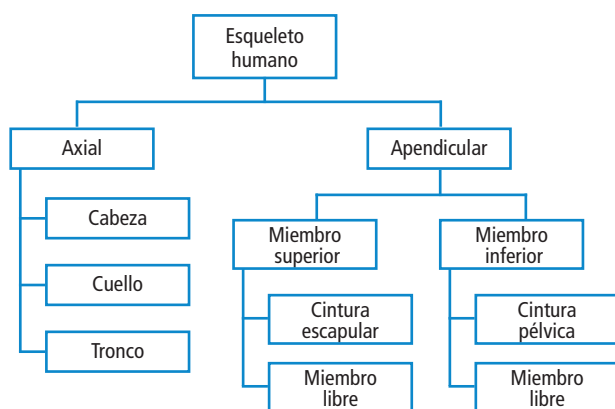 Esqueleto
humano
Axial
Apendicular
Cabeza
Cuello
Tronco
Miembro
superior
Cintura
escapular
Miembro
libre
Miembro
inferior
Cintura
pélvica
Miembro
libre